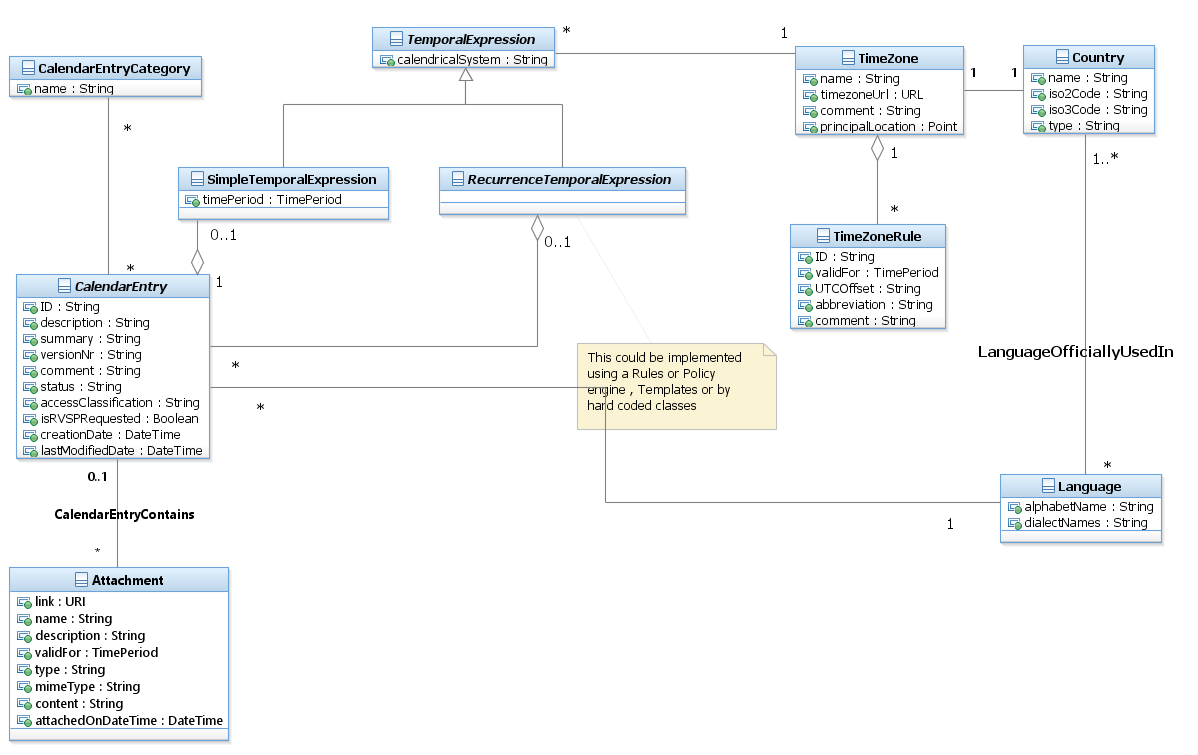 TemporalExpression
calendricalSystem : String
*
1
CalendarEntryCategory
name : String
*
*
TimeZone
name : String
timezoneUrl : URL
comment : String
principalLocation : Point
1
1
Country
name : String
iso2Code : String
iso3Code : String
type : String
1..*
1
*
SimpleTemporalExpression
timePeriod : TimePeriod
0..1
1
RecurrenceTemporalExpression
0..1
TimeZoneRule
ID : String
validFor : TimePeriod
UTCOffset : String
abbreviation : String
comment : String
CalendarEntry
ID : String
description : String
summary : String
versionNr : String
comment : String
status : String
accessClassification : String
isRVSPRequested : Boolean
creationDate : DateTime
lastModifiedDate : DateTime
*
*
This could be implemented
using a Rules or Policy
engine , Templates or by
hard coded classes
LanguageOfficiallyUsedIn
*
Language
alphabetName : String
dialectNames : String
1
0..1
CalendarEntryContains
*
Attachment
link : URI
name : String
description : String
validFor : TimePeriod
type : String
mimeType : String
content : String
attachedOnDateTime : DateTime